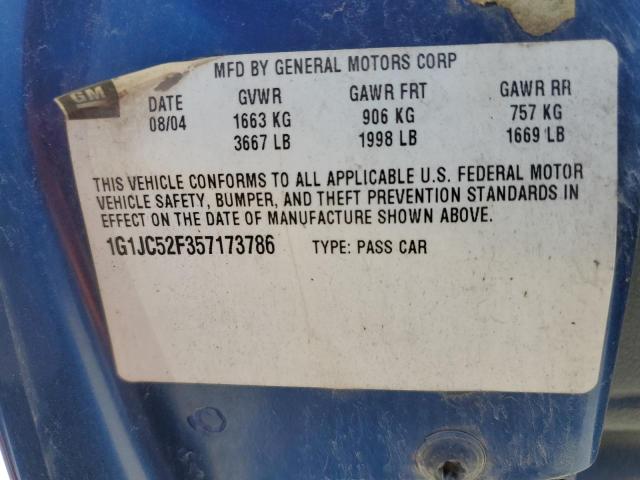 MFD BY GENERAL MOTORS CORP
GM
DATE GVWR GAWR FRT GAWR RR
08/04 1663 KG 906 KG 757 KG
3667 LB 1998 LB 1669 LB
THIS VEHICLE CONFORMS TO ALL APPLICABLE U.S. FEDERAL MOTOR
VEHICLE SAFETY, BUMPER, AND THEFT PREVENTION STANDARDS IN
EFFECT ON THE DATE OF MANUFACTURE SHOWN ABOVE.
1G1JC52F357173786 TYPE: PASS CAR